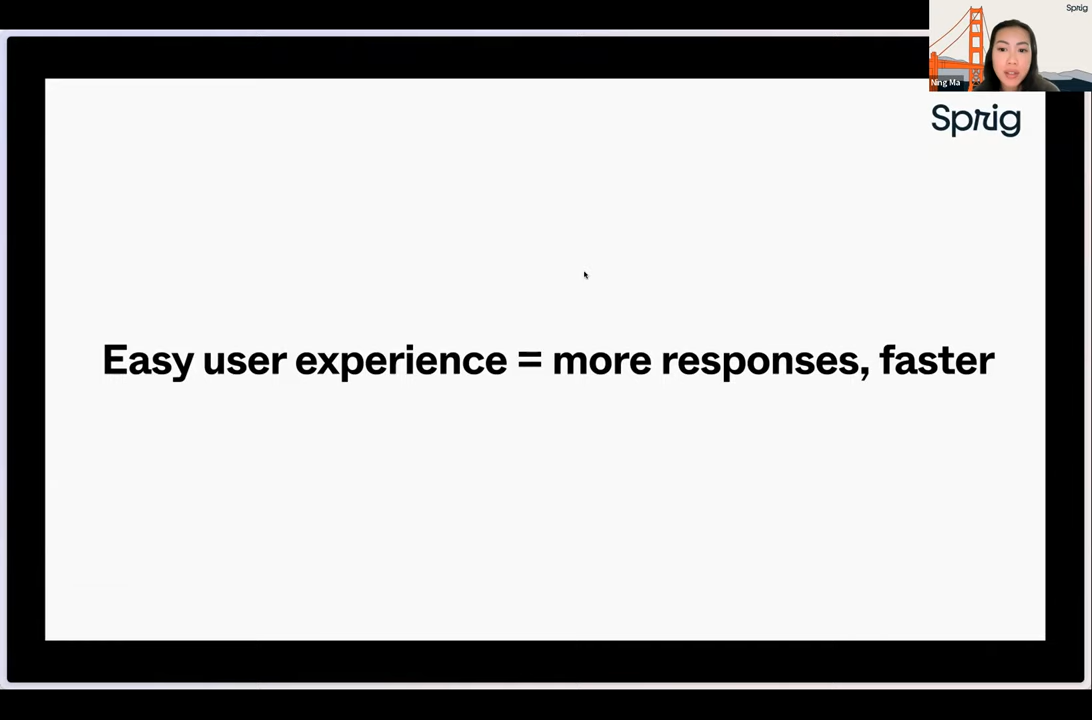 Sprig
Ning Ma
Sprig
Easy user experience = more responses, faster